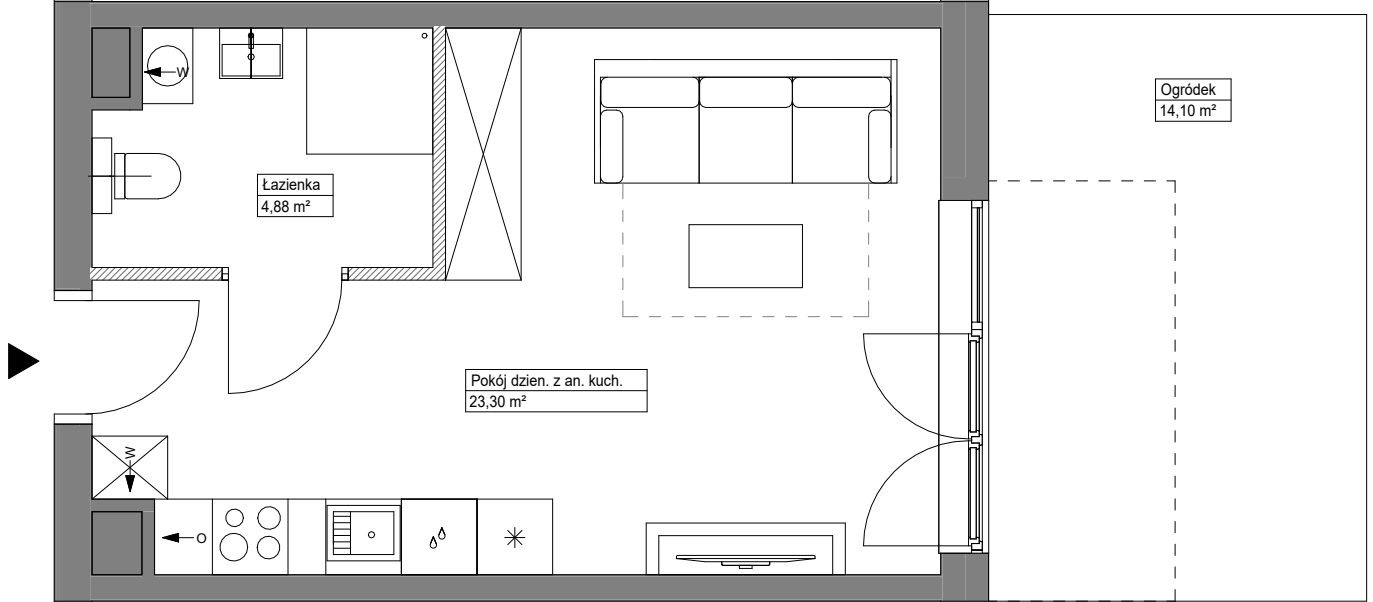 W
Ogródek
14,10 m²
Łazienka
4,88 m²
Pokój dzien. z an. kuch.
23,30 m²
W
O